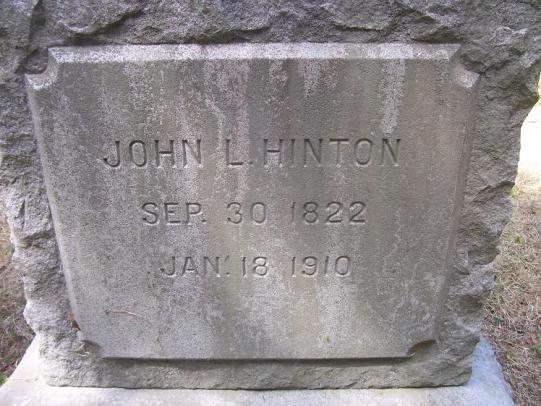 JOHN L. HINTON
SEP. 30 1822
JAN. 18 1910